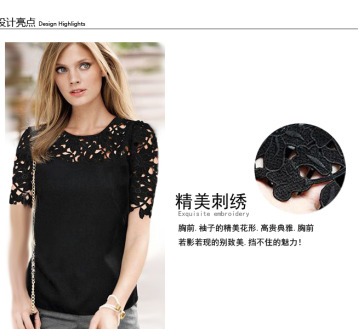 设计亮点 Design Highlights
精美刺绣
Exquisite embroidery
胸前.袖子的精美花形.高贵典雅.胸前
若影若现的别致美.挡不住的魅力!